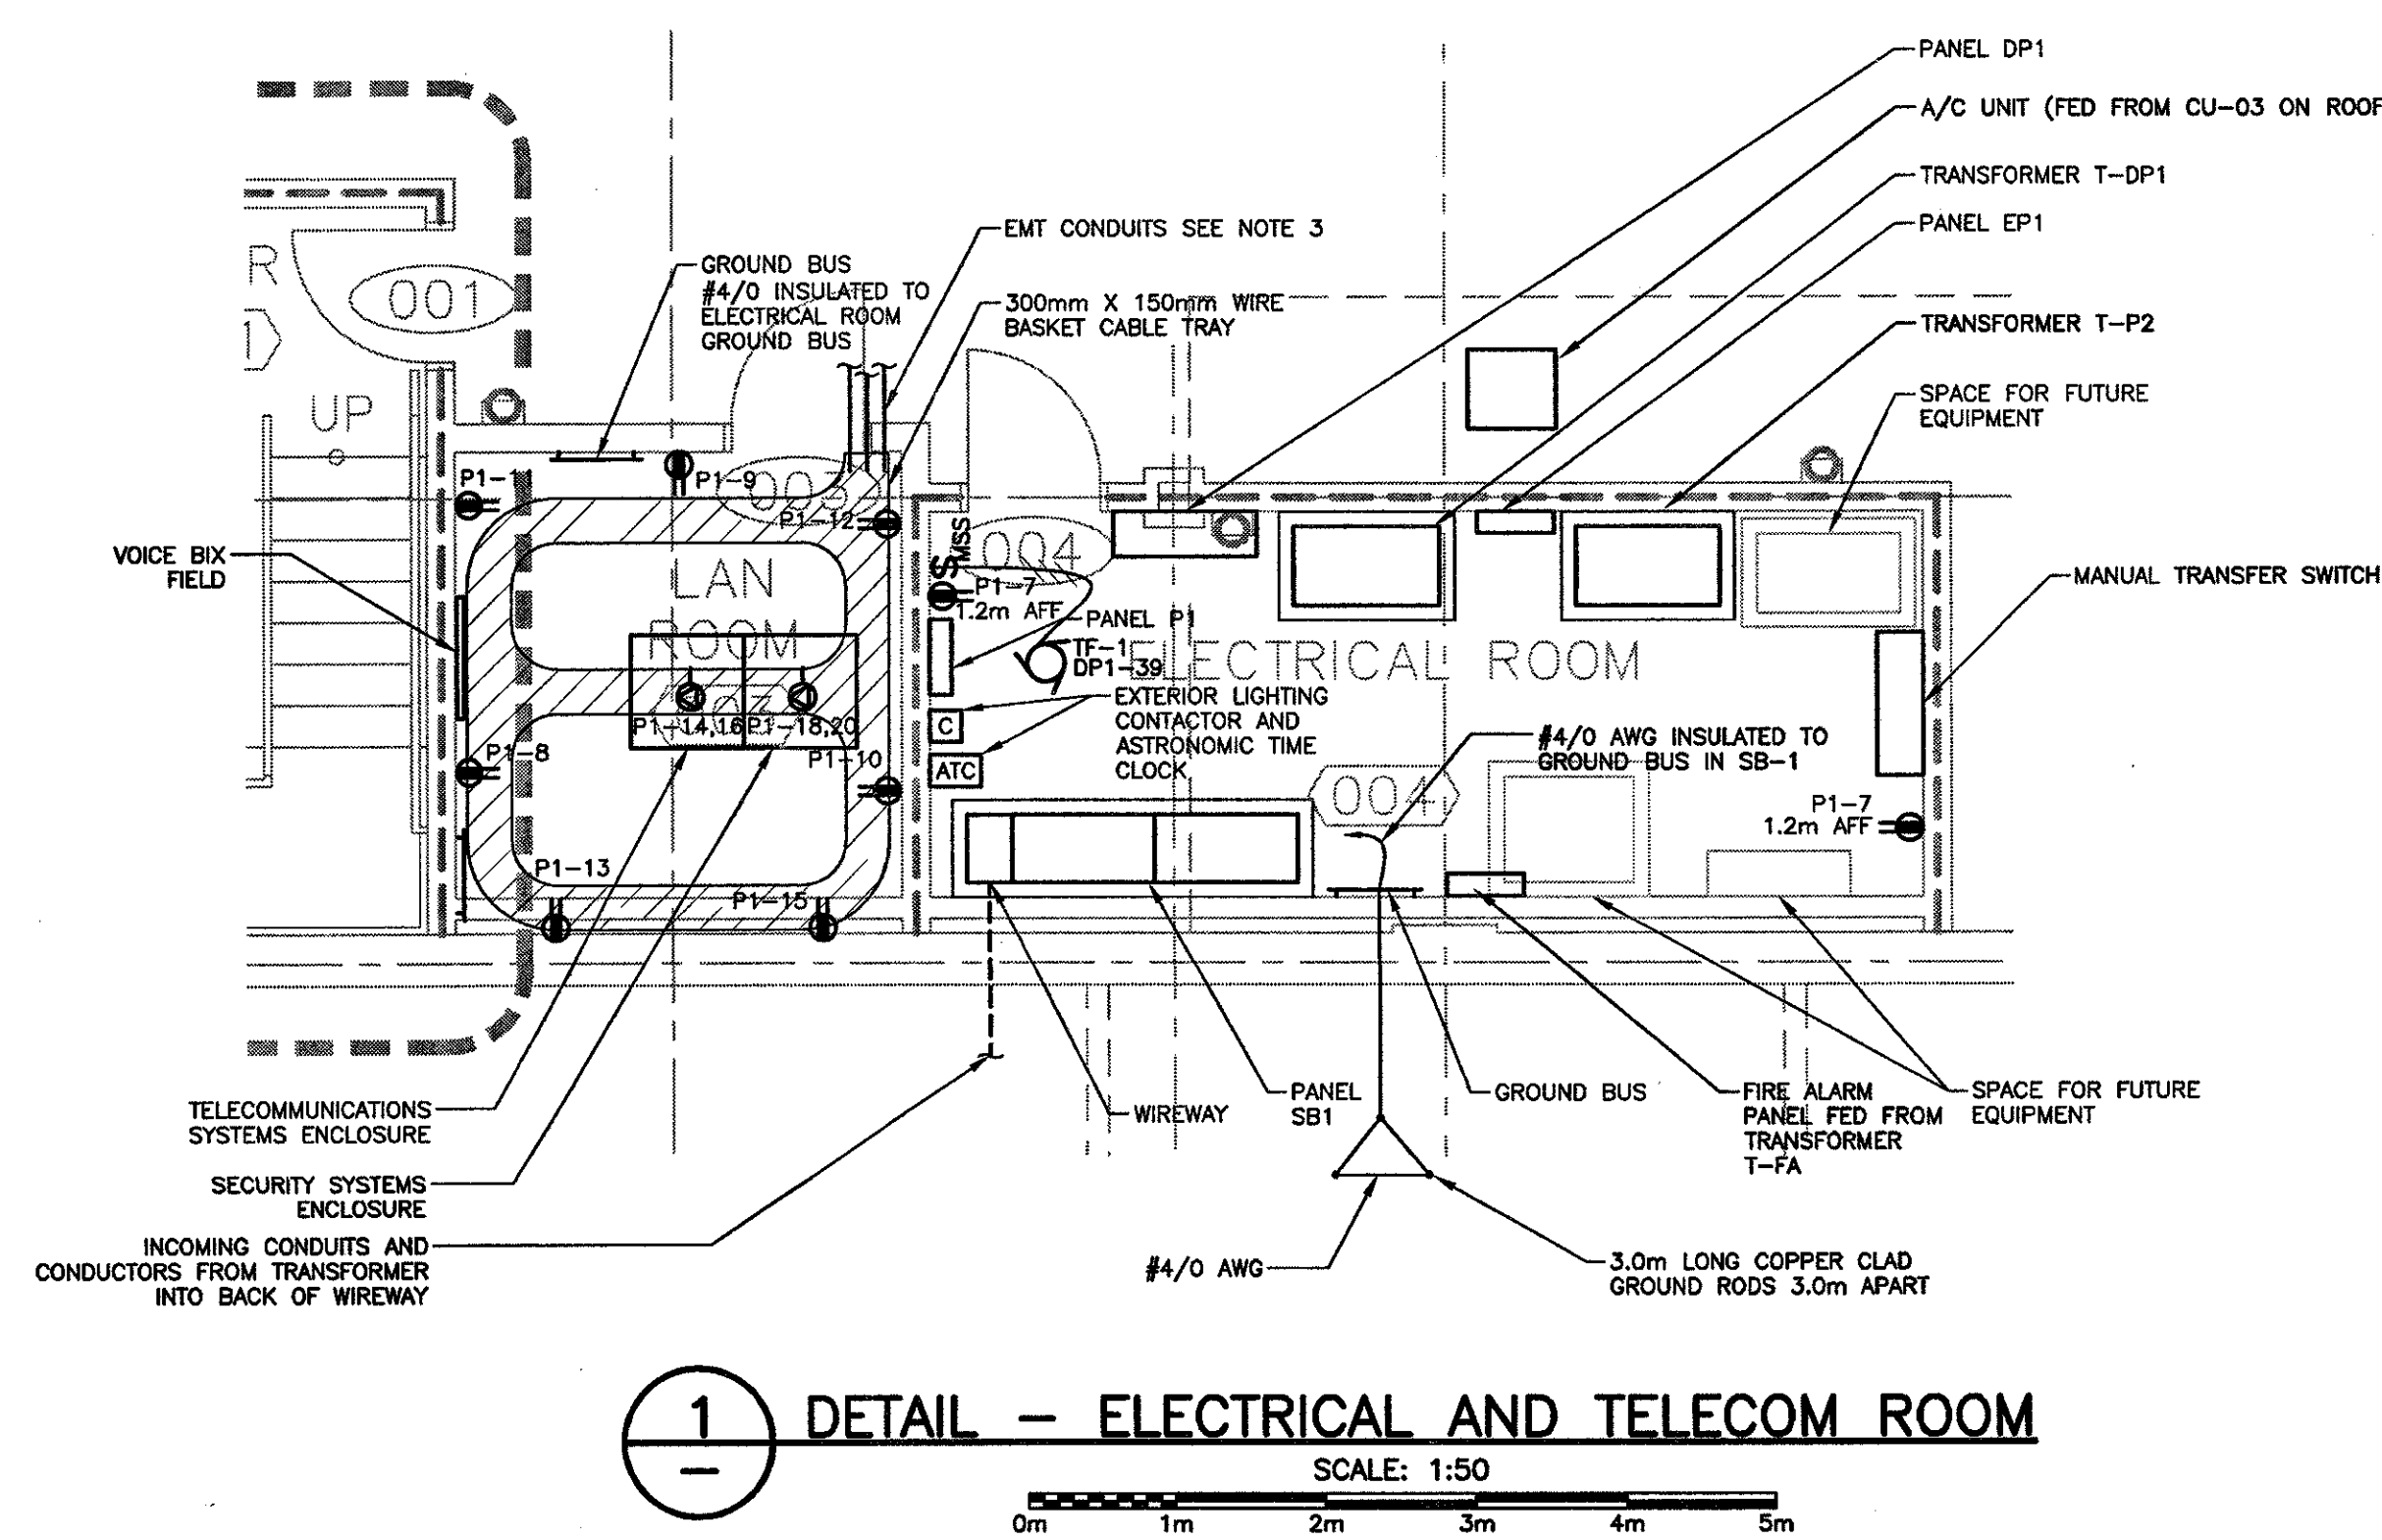 PANEL DP1
A/C UNIT (FED FROM CU-03 ON ROOF
TRANSFORMER T-DP1
PANEL EP1
TRANSFORMER T-P2
SPACE FOR FUTURE
EQUIPMENT
MANUAL TRANSFER SWITCH
EMT CONDUITS SEE NOTE 3
300mm X 150mm WIRE
BASKET CABLE TRAY
GROUND BUS
#4/0 INSULATED TO
ELECTRICAL ROOM
GROUND BUS
R
001
1
UP
P1-11
P1-9
003
P1-12
VOICE BIX
FIELD
LAN
ROOM
003
P1-14,16
P1-18,20
P1-8
P1-10
P1-13
P1-15
S
MSS
004
P1-7
1.2m AFF
PANEL P1
TF-1
DP1-39
ELECTRICAL ROOM
C
ATC
EXTERIOR LIGHTING
CONTACTOR AND
ASTRONOMIC TIME
CLOCK
#4/0 AWG INSULATED TO
GROUND BUS IN SB-1
004
P1-7
1.2m AFF
TELECOMMUNICATIONS
SYSTEMS ENCLOSURE
SECURITY SYSTEMS
ENCLOSURE
INCOMING CONDUITS AND
CONDUCTORS FROM TRANSFORMER
INTO BACK OF WIREWAY
WIREWAY
PANEL
SB1
GROUND BUS
FIRE ALARM
PANEL FED FROM
TRANSFORMER
T-FA
SPACE FOR FUTURE
EQUIPMENT
#4/0 AWG
3.0m LONG COPPER CLAD
GROUND RODS 3.0m APART
1
—
DETAIL – ELECTRICAL AND TELECOM ROOM
SCALE: 1:50
0m 1m 2m 3m 4m 5m